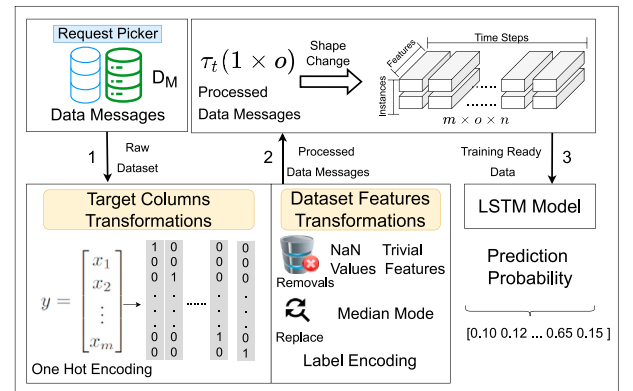 Request Picker
D_M
Data Messages
τ_t(1 × o)
Processed
Data Messages
Shape
Change
Features
Time Steps
Instances
......
......
m × o × n
1
Raw
Dataset
2
Processed
Data Messages
3
Training Ready
Data
Target Columns
Transformations
y = [x_1 x_2 ⋮ x_m]
1 0 0 0
0 0 0 0
0 1 0 0
. . . .
. . ...... . .
. . . .
0 0 1 0
0 0 0 1
One Hot Encoding
Dataset Features
Transformations
NaN Trivial
Values Features
Removals
Median Mode
Replace
Label Encoding
LSTM Model
Prediction
Probability
[0.10 0.12 ... 0.65 0.15 ]